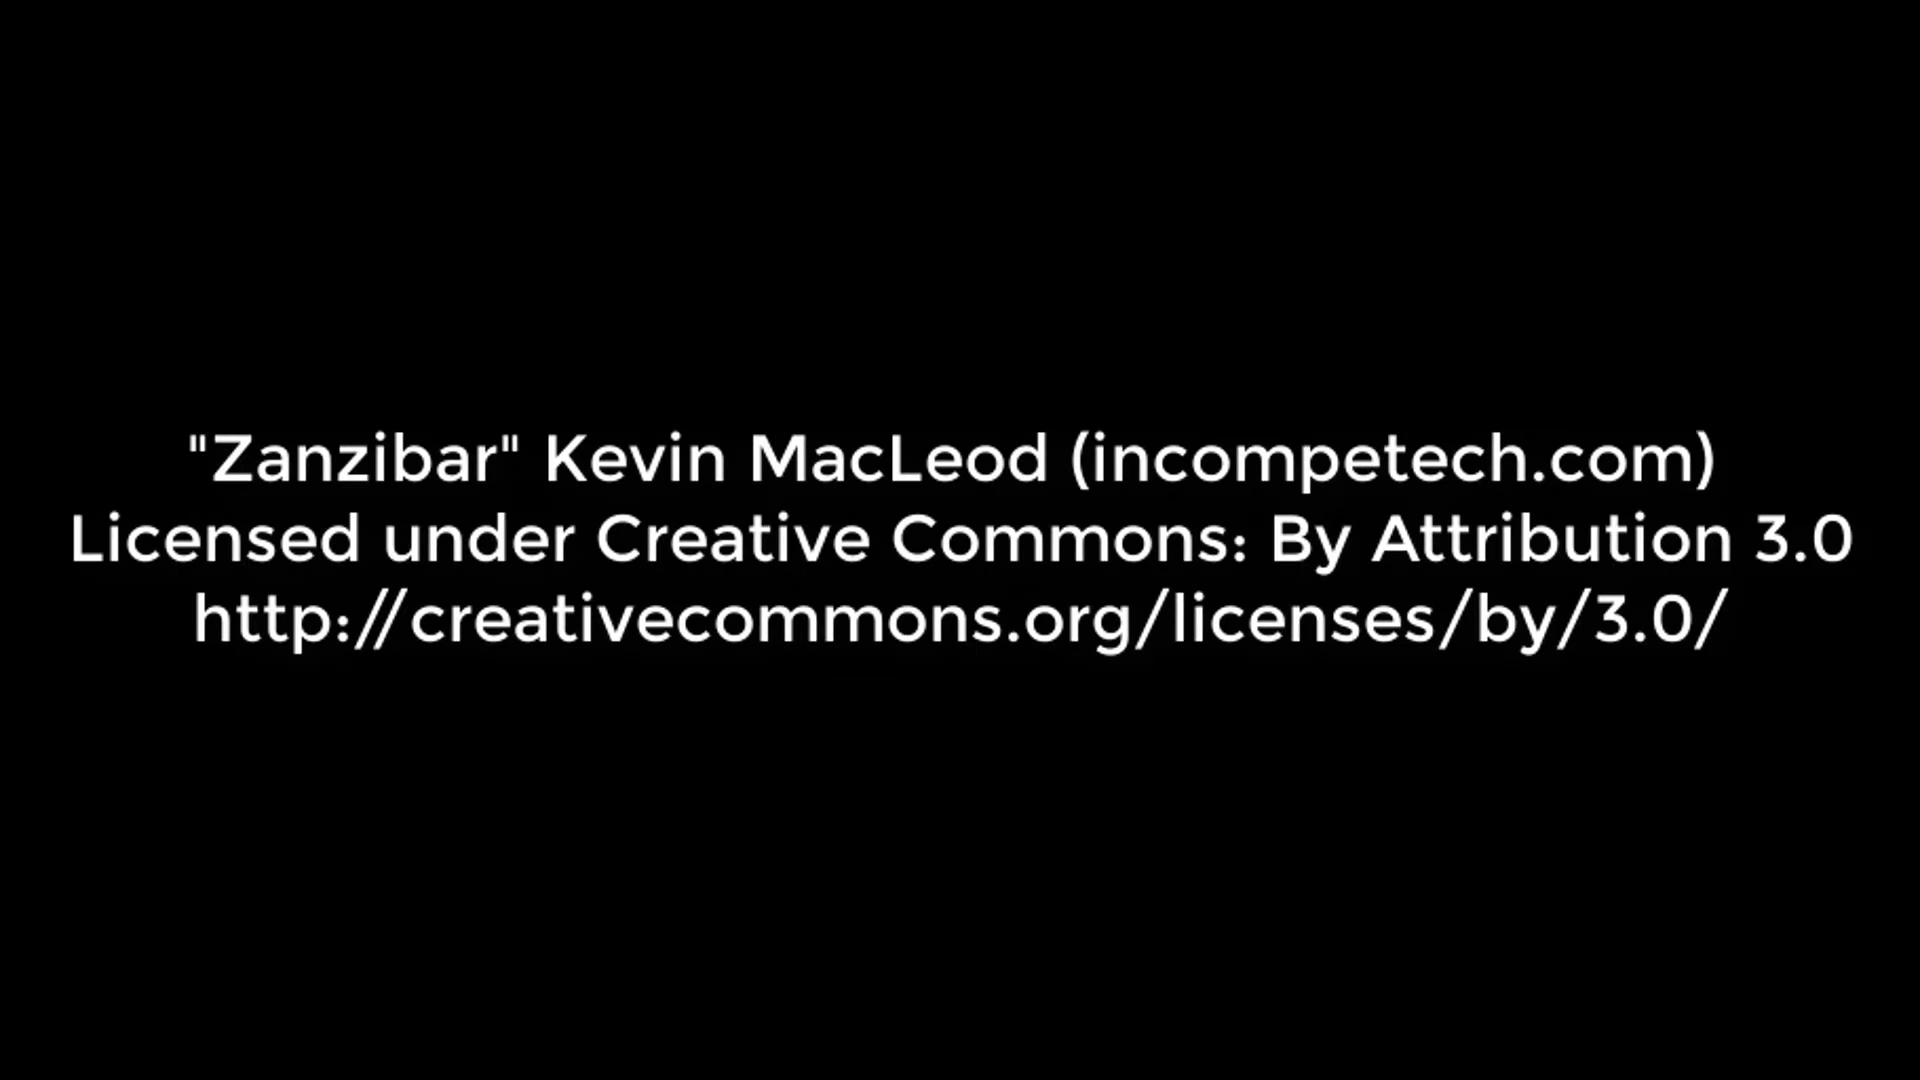 "Zanzibar" Kevin MacLeod (incompetech.com)
Licensed under Creative Commons: By Attribution 3.0
http://creativecommons.org/licenses/by/3.0/